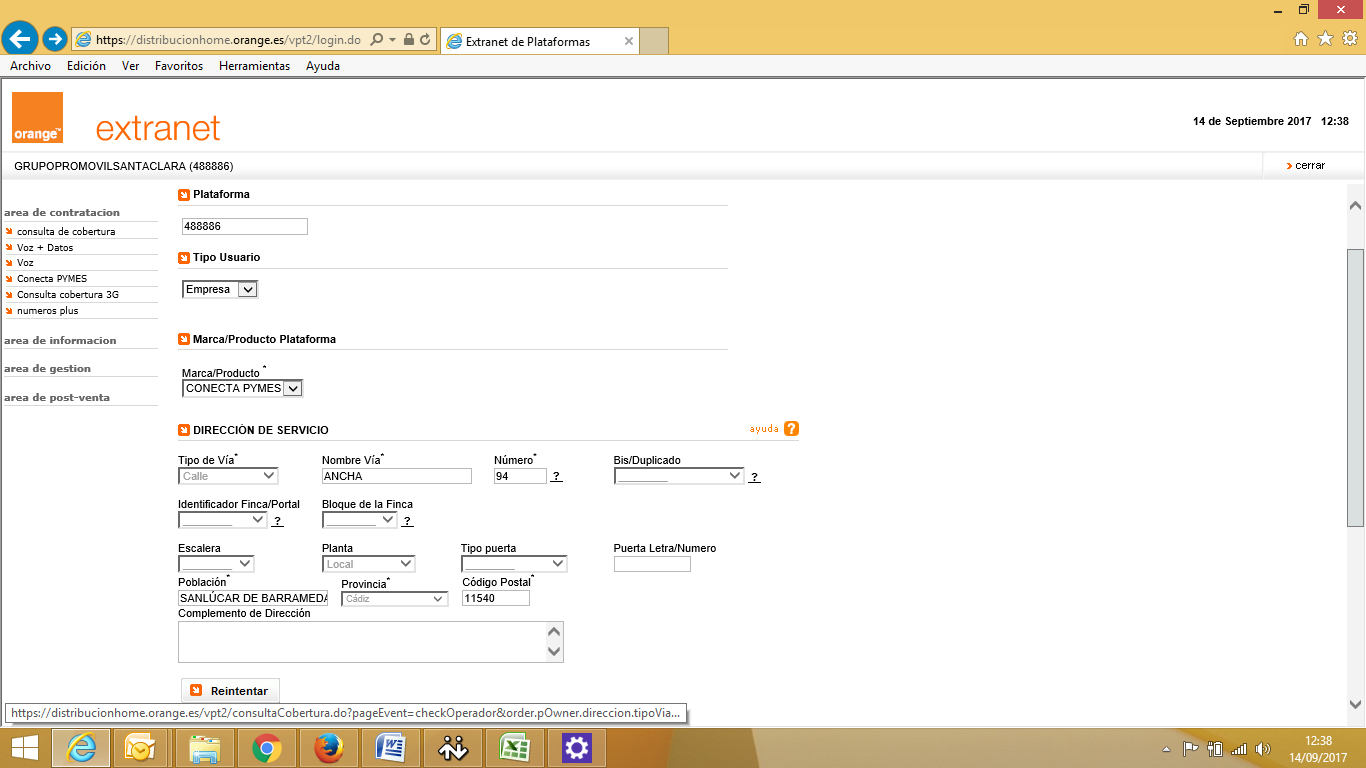 https://distribucionhome.orange.es/vpt2/login.do
Extranet de Plataformas
Archivo Edición Ver Favoritos Herramientas Ayuda
orange™
extranet
14 de Septiembre 2017 12:38
GRUPOPROMOVILSANTACLARA (488886)
cerrar
area de contratacion
consulta de cobertura
Voz + Datos
Voz
Conecta PYMES
Consulta cobertura 3G
numeros plus
area de informacion
area de gestion
area de post-venta
Plataforma
488886
Tipo Usuario
Empresa
Marca/Producto Plataforma
Marca/Producto *
CONECTA PYMES
DIRECCIÓN DE SERVICIO
ayuda ?
Tipo de Vía* Nombre Vía* Número* Bis/Duplicado
Calle ANCHA 94 ? ________ ?
Identificador Finca/Portal Bloque de la Finca
________ ? ________ ?
Escalera Planta Tipo puerta Puerta Letra/Numero
________ Local ________
Población* Provincia* Código Postal*
SANLÚCAR DE BARRAMEDA Cádiz 11540
Complemento de Dirección
Reintentar
https://distribucionhome.orange.es/vpt2/consultaCobertura.do?pageEvent=checkOperador&order.pOwner.direccion.tipoVia...
12:38
14/09/2017